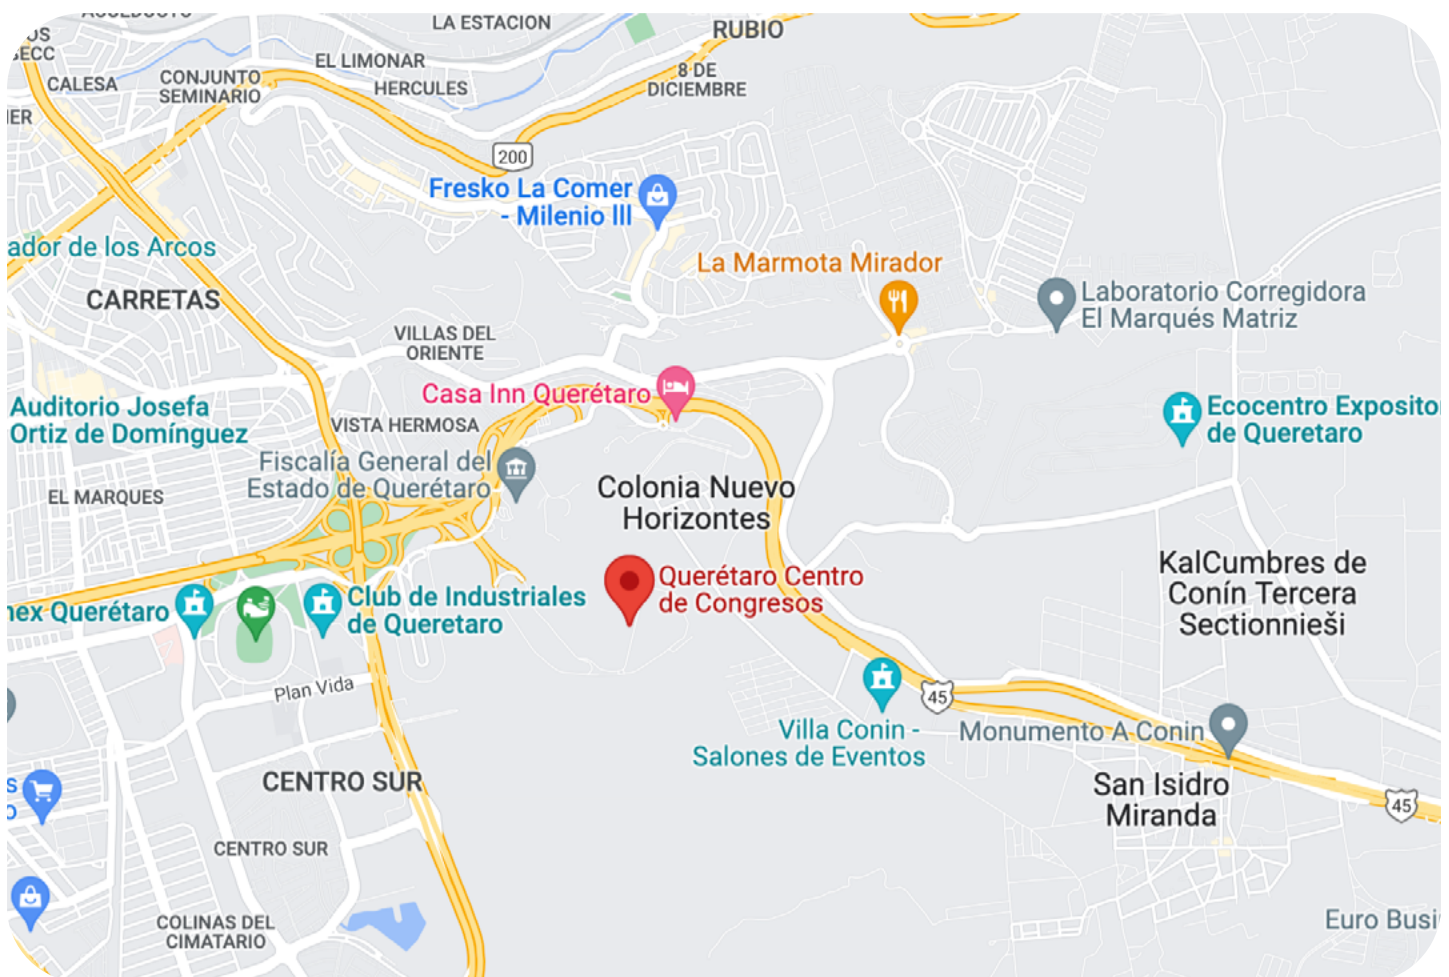 LA ESTACION
RUBIO
EL LIMONAR
CALESA
CONJUNTO
SEMINARIO
HERCULES
8 DE
DICIEMBRE
200
Fresko La Comer
- Milenio III
ador de los Arcos
La Marmota Mirador
CARRETAS
Laboratorio Corregidora
El Marqués Matriz
VILLAS DEL
ORIENTE
Casa Inn Querétaro
Auditorio Josefa
Ortiz de Domínguez
VISTA HERMOSA
Ecocentro Exposito
de Queretaro
Fiscalía General del
Estado de Querétaro
EL MARQUES
Colonia Nuevo
Horizontes
KalCumbres de
Conín Tercera
Sectionnieši
Querétaro Centro
de Congresos
nex Querétaro
Club de Industriales
de Queretaro
Plan Vida
45
Villa Conin -
Salones de Eventos
Monumento A Conin
CENTRO SUR
San Isidro
Miranda
45
CENTRO SUR
COLINAS DEL
CIMATARIO
Euro Busi